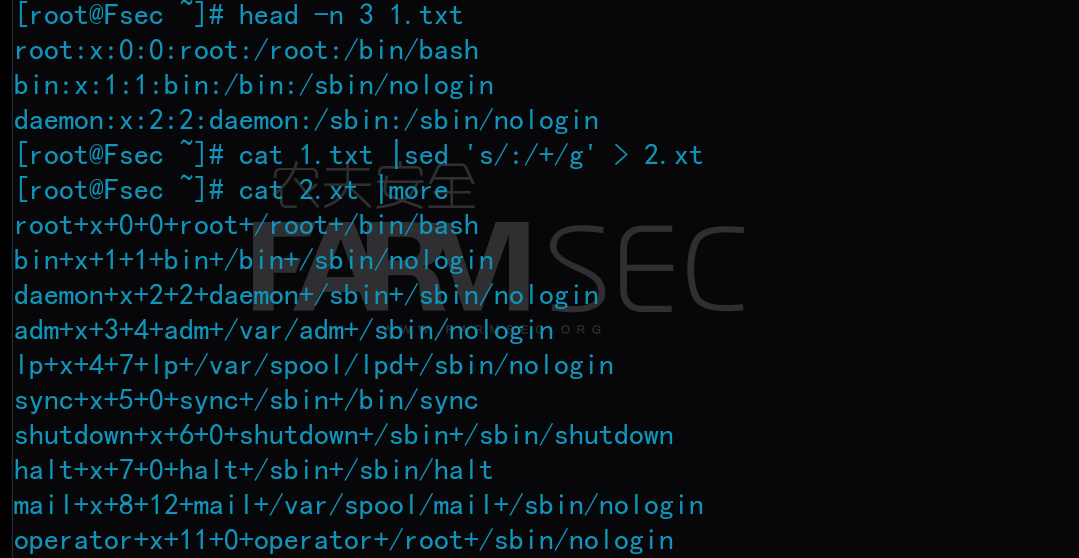 [root@Fsec ~]# head -n 3 1.txt
root:x:0:0:root:/root:/bin/bash
bin:x:1:1:bin:/bin:/sbin/nologin
daemon:x:2:2:daemon:/sbin:/sbin/nologin
[root@Fsec ~]# cat 1.txt |sed 's/:/+/g' > 2.xt
[root@Fsec ~]# cat 2.xt |more
root+x+0+0+root+/root+/bin/bash
bin+x+1+1+bin+/bin+/sbin/nologin
daemon+x+2+2+daemon+/sbin+/sbin/nologin
adm+x+3+4+adm+/var/adm+/sbin/nologin
lp+x+4+7+lp+/var/spool/lpd+/sbin/nologin
sync+x+5+0+sync+/sbin+/bin/sync
shutdown+x+6+0+shutdown+/sbin+/sbin/shutdown
halt+x+7+0+halt+/sbin+/sbin/halt
mail+x+8+12+mail+/var/spool/mail+/sbin/nologin
operator+x+11+0+operator+/root+/sbin/nologin
农夫安全
FARMSEC
WWW.FARMSEC.ORG